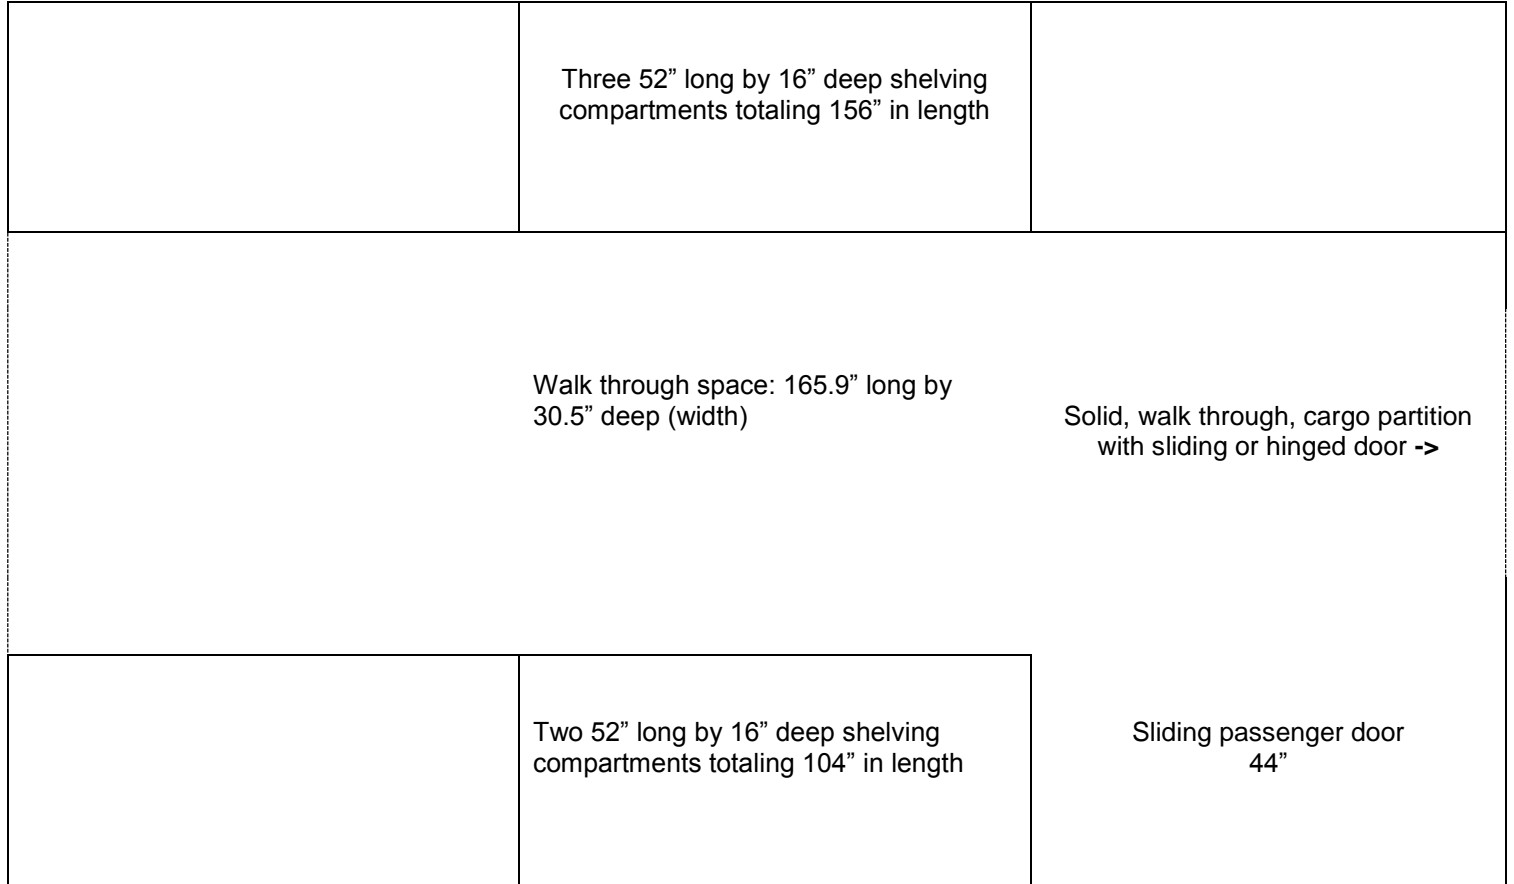 Three 52” long by 16” deep shelving
compartments totaling 156” in length
Walk through space: 165.9” long by
30.5” deep (width)
Solid, walk through, cargo partition
with sliding or hinged door ->
Two 52” long by 16” deep shelving
compartments totaling 104” in length
Sliding passenger door
44”